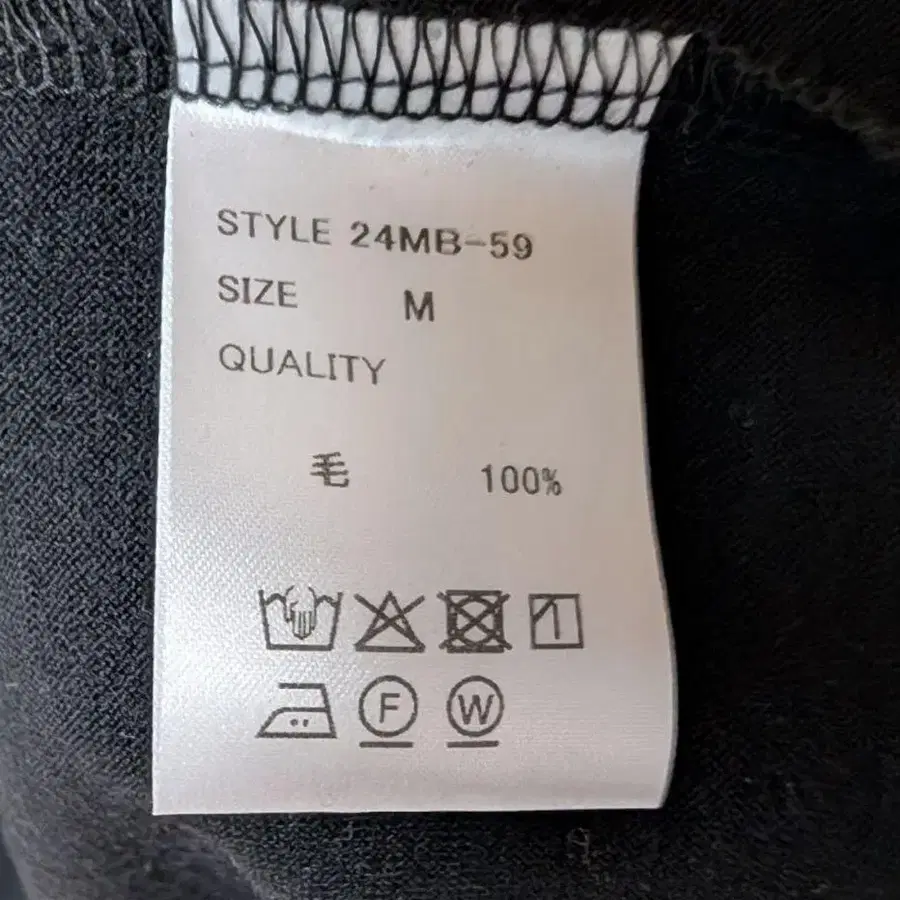 STYLE 24MB-59
SIZE M
QUALITY
毛 100%
F W